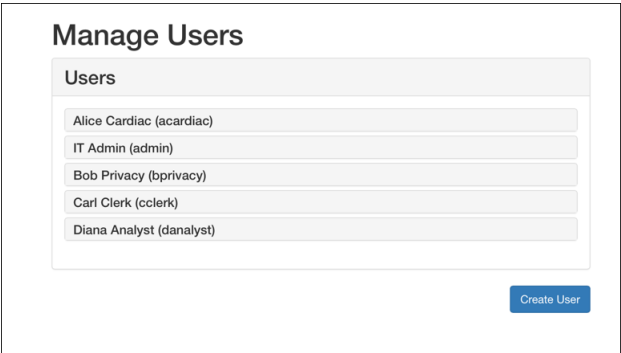 Manage Users
Users
Alice Cardiac (acardiac)
IT Admin (admin)
Bob Privacy (bprivacy)
Carl Clerk (cclerk)
Diana Analyst (danalyst)
Create User